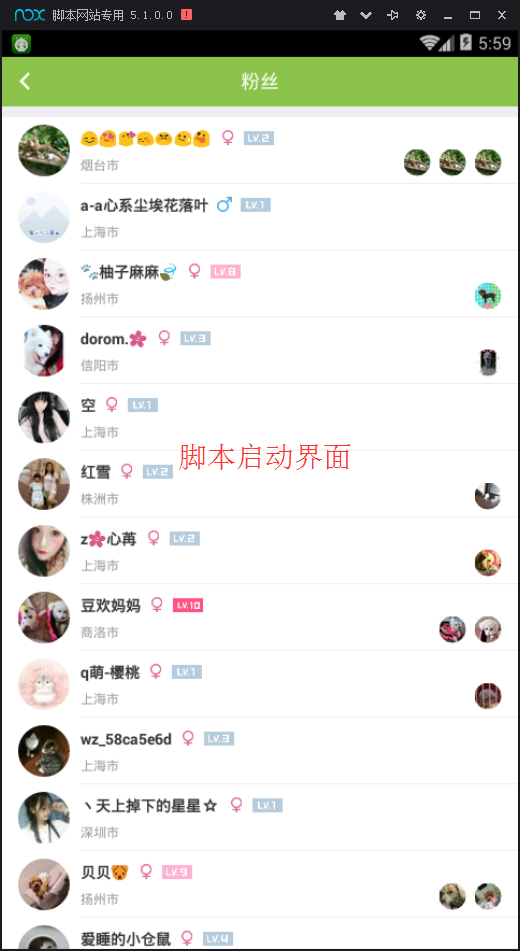 nox 脚本网站专用 5.1.0.0
5:59
粉丝
😊😍😘🤗😣🤔😲 ♀ LV.2
烟台市
a-a心系尘埃花落叶 ♂ LV.1
上海市
🐾柚子麻麻🍃 ♀ LV.8
扬州市
dorom.🌸 ♀ LV.3
信阳市
空 ♀ LV.1
上海市
脚本启动界面
红雪 ♀ LV.2
株洲市
z🌸心苒 ♀ LV.2
上海市
豆欢妈妈 ♀ LV.10
商洛市
q萌-樱桃 ♀ LV.1
上海市
wz_58ca5e6d ♀ LV.3
上海市
丶天上掉下的星星☆ ♀ LV.1
深圳市
贝贝🐶 ♀ LV.9
扬州市
爱睡的小仓鼠 ♀ LV.4